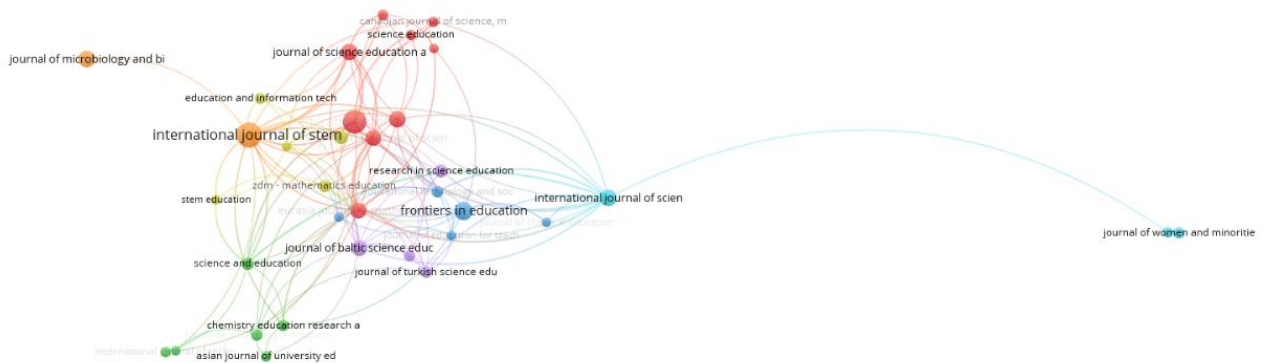 canadian journal of science, m
science education
journal of science education a
journal of microbiology and bi
education and information tech
international journal of stem
research in science education
zdm - mathematics education
stem education
international journal of scien
frontiers in education
journal of women and minoritie
journal of baltic science educ
science and education
journal of turkish science edu
chemistry education research a
asian journal of university ed